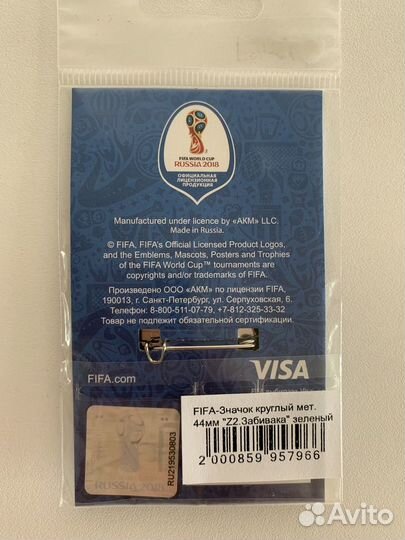 FIFA WORLD CUP
RUSSIA 2018
ОФИЦИАЛЬНАЯ
ЛИЦЕНЗИОННАЯ
ПРОДУКЦИЯ
Manufactured under licence by «AKM» LLC.
Made in Russia.
© FIFA, FIFA's Official Licensed Product Logos,
and the Emblems, Mascots, Posters and Trophies
of the FIFA World Cup™ tournaments are
copyrights and/or trademarks of FIFA.
Произведено ООО «АКМ» по лицензии FIFA,
190013, г. Санкт-Петербург, ул. Серпуховская, 6.
Телефон: 8-800-511-07-79, +7-812-325-33-32
Товар не подлежит обязательной сертификации.
FIFA.com
VISA
FIFA-Значок круглый мет.
44мм "Z2.Забивака" зеленый
2 000859 957966
RU219530803
RUSSIA 2018
Avito